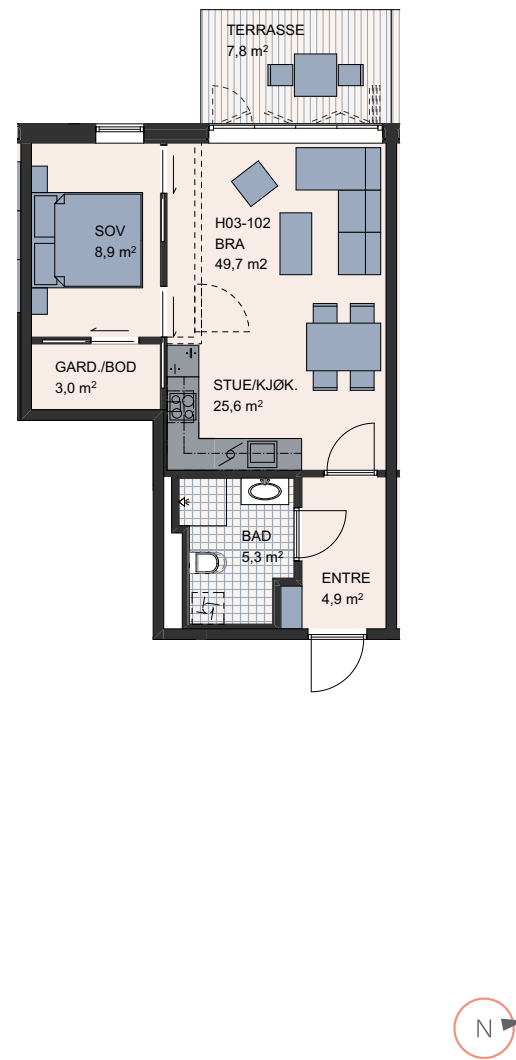 TERRASSE
7,8 m²
SOV
8,9 m²
H03-102
BRA
49,7 m2
GARD./BOD
3,0 m²
STUE/KJØK.
25,6 m²
BAD
5,3 m²
ENTRE
4,9 m²
N